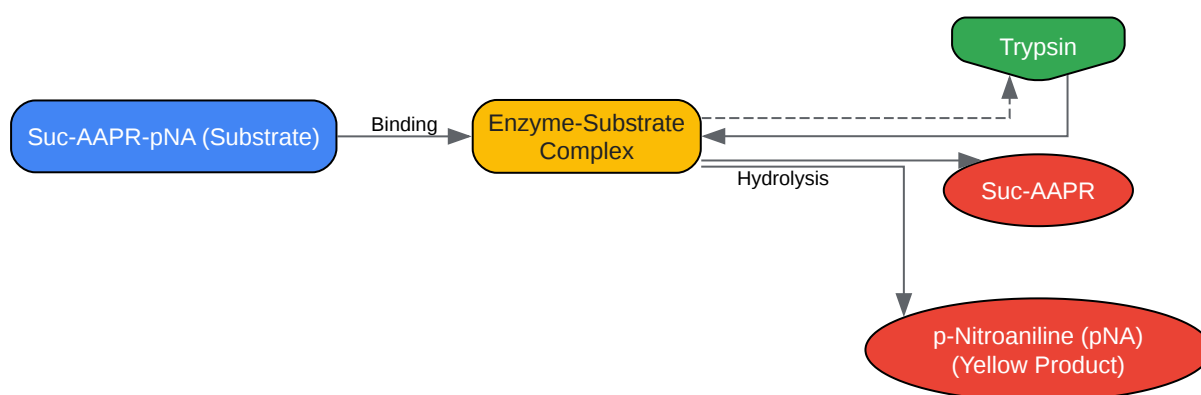 Trypsin
Suc-AAPR-pNA (Substrate)
Binding
Enzyme-Substrate
Complex
Hydrolysis
Suc-AAPR
p-Nitroaniline (pNA)
(Yellow Product)